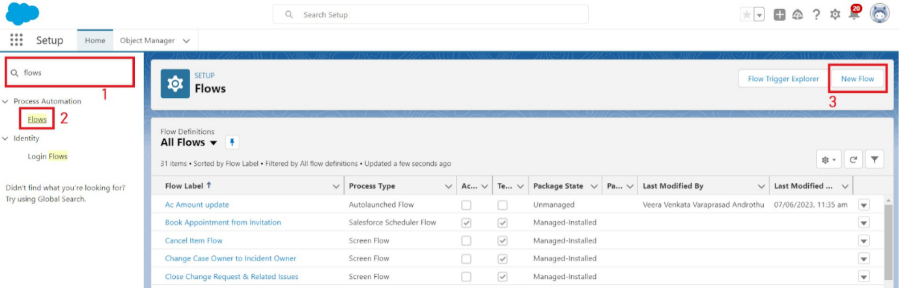 Search Setup
20
Setup
Home
Object Manager
flows
1
Process Automation
Flows
2
Identity
Login Flows
Didn't find what you're looking for?
Try using Global Search.
SETUP
Flows
Flow Trigger Explorer
New Flow
3
Flow Definitions
All Flows
31 items • Sorted by Flow Label • Filtered by All flow definitions • Updated a few seconds ago
Flow Label ↑ Process Type Ac... Te... Package State Pa... Last Modified By Last Modified ...
Ac Amount update Autolaunched Flow Unmanaged Veera Venkata Varaprasad Androthu 07/06/2023, 11:35 am
Book Appointment from Invitation Salesforce Scheduler Flow Managed-Installed
Cancel Item Flow Screen Flow Managed-Installed
Change Case Owner to Incident Owner Screen Flow Managed-Installed
Close Change Request & Related Issues Screen Flow Managed-Installed